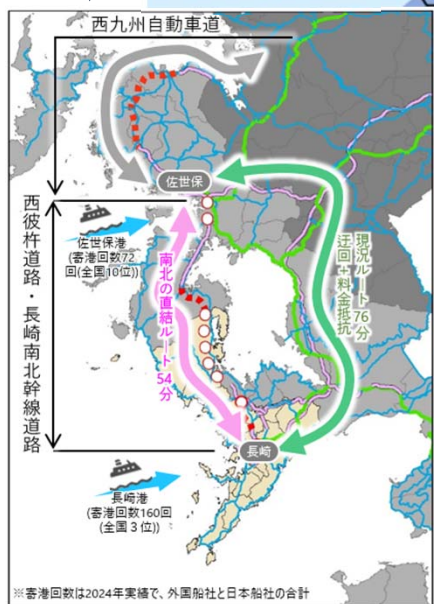 西九州自動車道
佐世保
佐世保港
(寄港回数72
回(全国10位))
西彼杵道路・長崎南北幹線道路
南北の直結ルート54分
現況ルート76分
迂回+料金抵抗
長崎
長崎港
(寄港回数160回
(全国３位))
※寄港回数は2024年実績で、外国船社と日本船社の合計